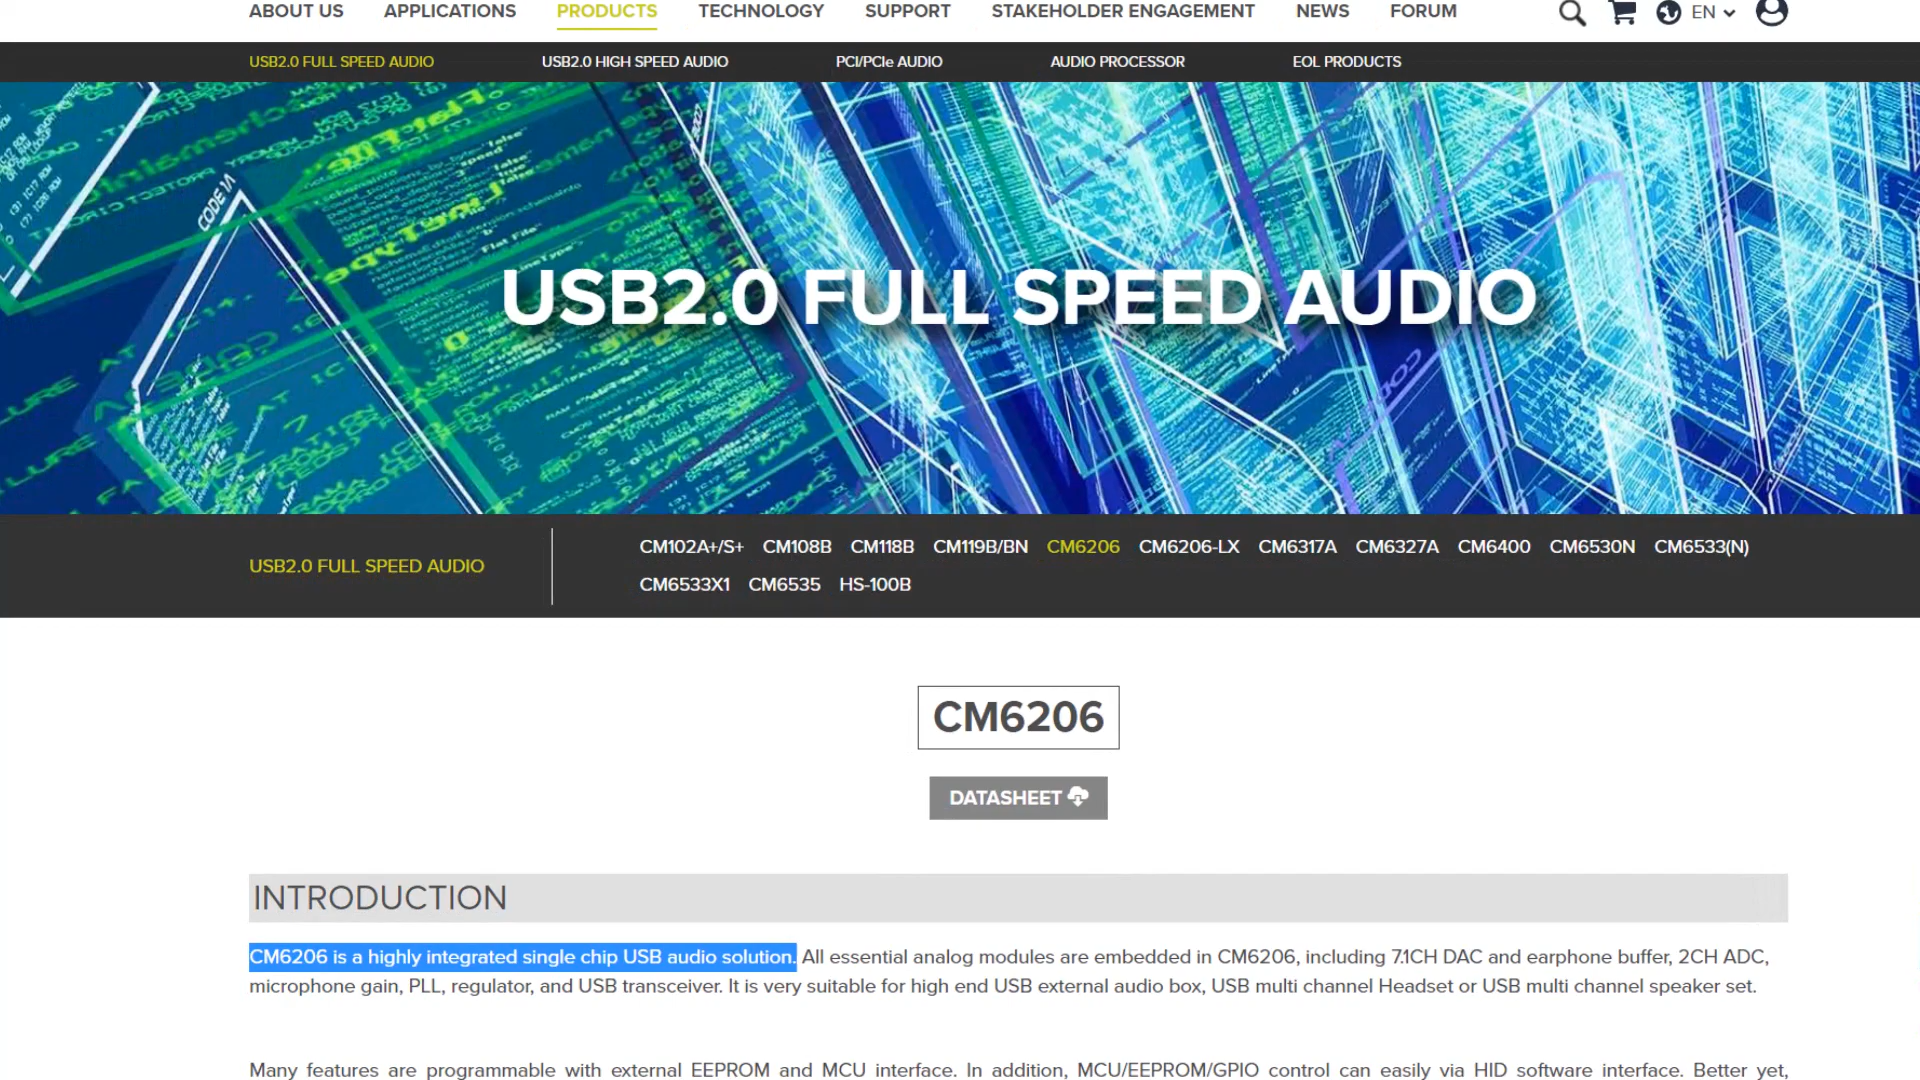 ABOUT US APPLICATIONS PRODUCTS TECHNOLOGY SUPPORT STAKEHOLDER ENGAGEMENT NEWS FORUM EN
USB2.0 FULL SPEED AUDIO USB2.0 HIGH SPEED AUDIO PCI/PCIe AUDIO AUDIO PROCESSOR EOL PRODUCTS
CODE1/1
Flat File
USB2.0 FULL SPEED AUDIO
USB2.0 FULL SPEED AUDIO
CM102A+/S+ CM108B CM118B CM119B/BN CM6206 CM6206-LX CM6317A CM6327A CM6400 CM6530N CM6533(N)
CM6533X1 CM6535 HS-100B
CM6206
DATASHEET
INTRODUCTION
CM6206 is a highly integrated single chip USB audio solution. All essential analog modules are embedded in CM6206, including 7.1CH DAC and earphone buffer, 2CH ADC,
microphone gain, PLL, regulator, and USB transceiver. It is very suitable for high end USB external audio box, USB multi channel Headset or USB multi channel speaker set.
Many features are programmable with external EEPROM and MCU interface. In addition, MCU/EEPROM/GPIO control can easily via HID software interface. Better yet,